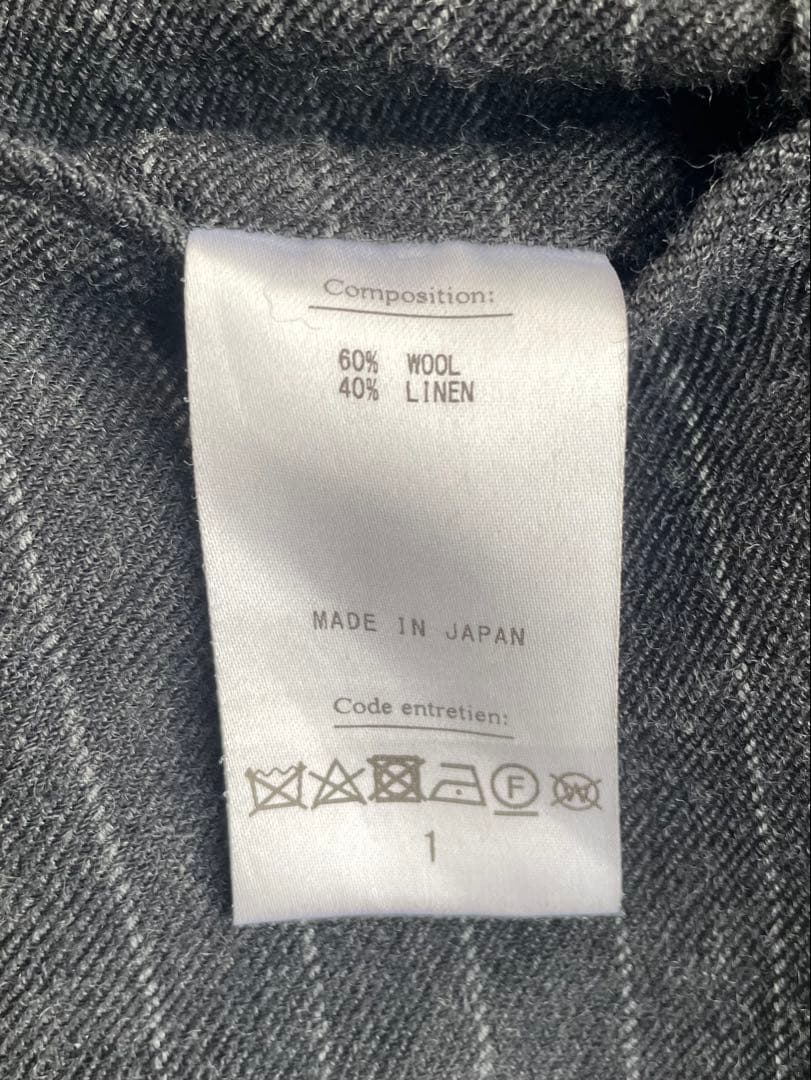 Composition:
60% WOOL
40% LINEN
MADE IN JAPAN
Code entretien:
F W
1